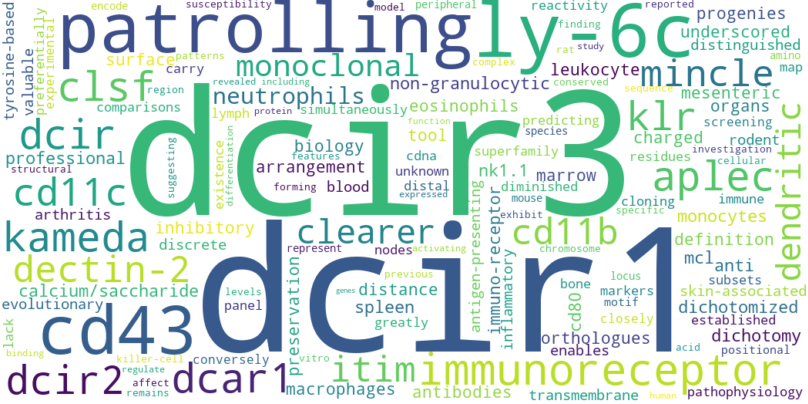 tyrosine-based
encode
susceptibility
model
peripheral
reactivity
reported
progenies
valuable
experimental
preferentially
patrolling
ly-6c
finding
underscored
distinguished
surface
patterns
monoclonal
rat
study
complex
amino
carry
leukocyte
mincle
map
clsf
region
revealed
including
non-granulocytic
conserved
sequence
mesenteric
comparisons
neutrophils
simultaneously
eosinophils
predicting
klr
organs
lymph
protein
function
species
screening
dcir
suggesting
existence
differentiation
biology
tool
superfamily
charged
rodent
dcir3
features
cdna
unknown
nk1.1
residues
investigation
professional
arrangement
marrow
cellular
structural
forming
blood
distal
diminished
aplec
dendritic
cd11c
expressed
mouse
cloning
immune
arthritis
antigen-presenting
immuno-receptor
exhibit
specific
monocytes
kameda
inhibitory
clearer
cd11b
definition
discrete
represent
nodes
activating
inflammatory
chromosome
locus
mcl
anti
dectin-2
dcir1
preservation
previous
cd80
bone
markers
subsets
calcium/saccharide
levels
distance
genes
motif
skin-associated
evolutionary
panel
spleen
closely
dichotomized
lack
cd43
greatly
orthologues
established
enables
acid
positional
dichotomy
binding
killer-cell
conversely
vitro
dcir2
regulate
dcar1
itim
immunoreceptor
affect
remains
macrophages
antibodies
transmembrane
human
pathophysiology